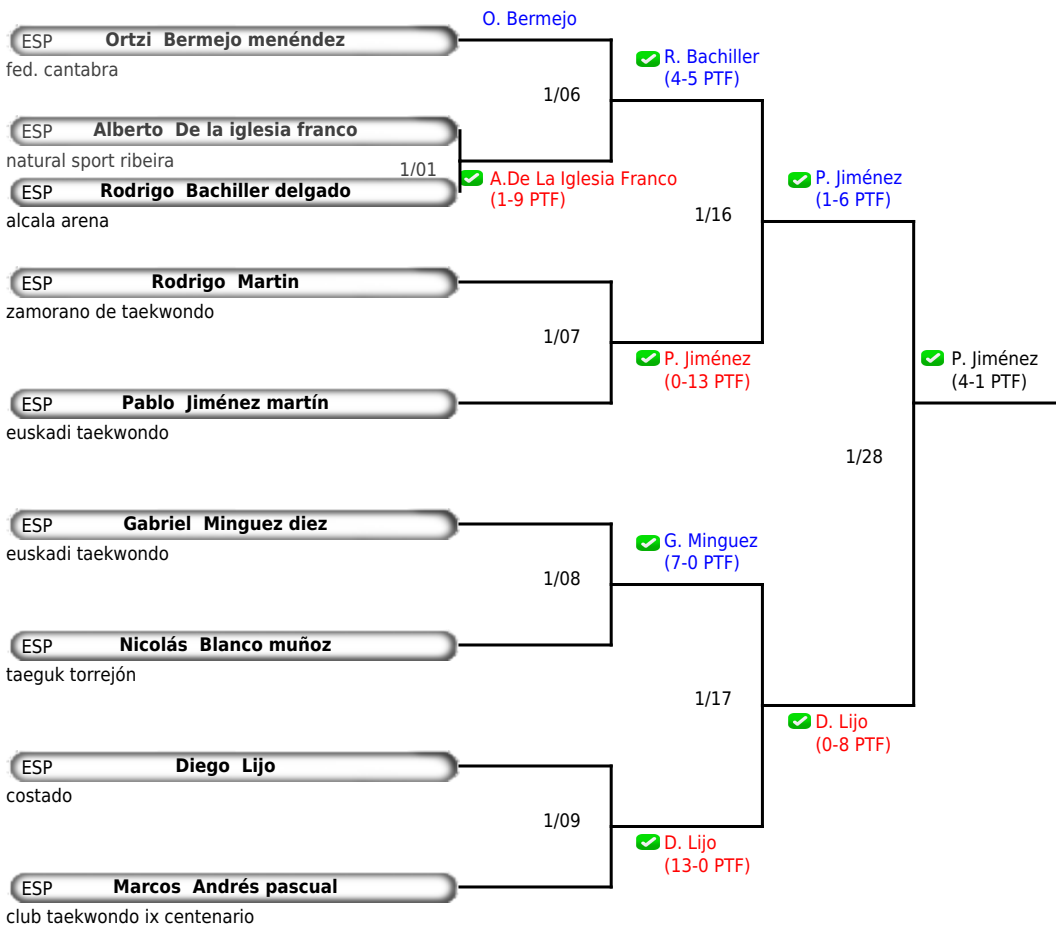 O. Bermejo
ESP Ortzi Bermejo menéndez
fed. cantabra
R. Bachiller
(4-5 PTF)
1/06
ESP Alberto De la iglesia franco
natural sport ribeira
1/01
A.De La Iglesia Franco
(1-9 PTF)
ESP Rodrigo Bachiller delgado
alcala arena
P. Jiménez
(1-6 PTF)
1/16
ESP Rodrigo Martin
zamorano de taekwondo
1/07
P. Jiménez
(0-13 PTF)
P. Jiménez
(4-1 PTF)
ESP Pablo Jiménez martín
euskadi taekwondo
1/28
ESP Gabriel Minguez diez
euskadi taekwondo
G. Minguez
(7-0 PTF)
1/08
ESP Nicolás Blanco muñoz
taeguk torrejón
1/17
D. Lijo
(0-8 PTF)
ESP Diego Lijo
costado
1/09
D. Lijo
(13-0 PTF)
ESP Marcos Andrés pascual
club taekwondo ix centenario